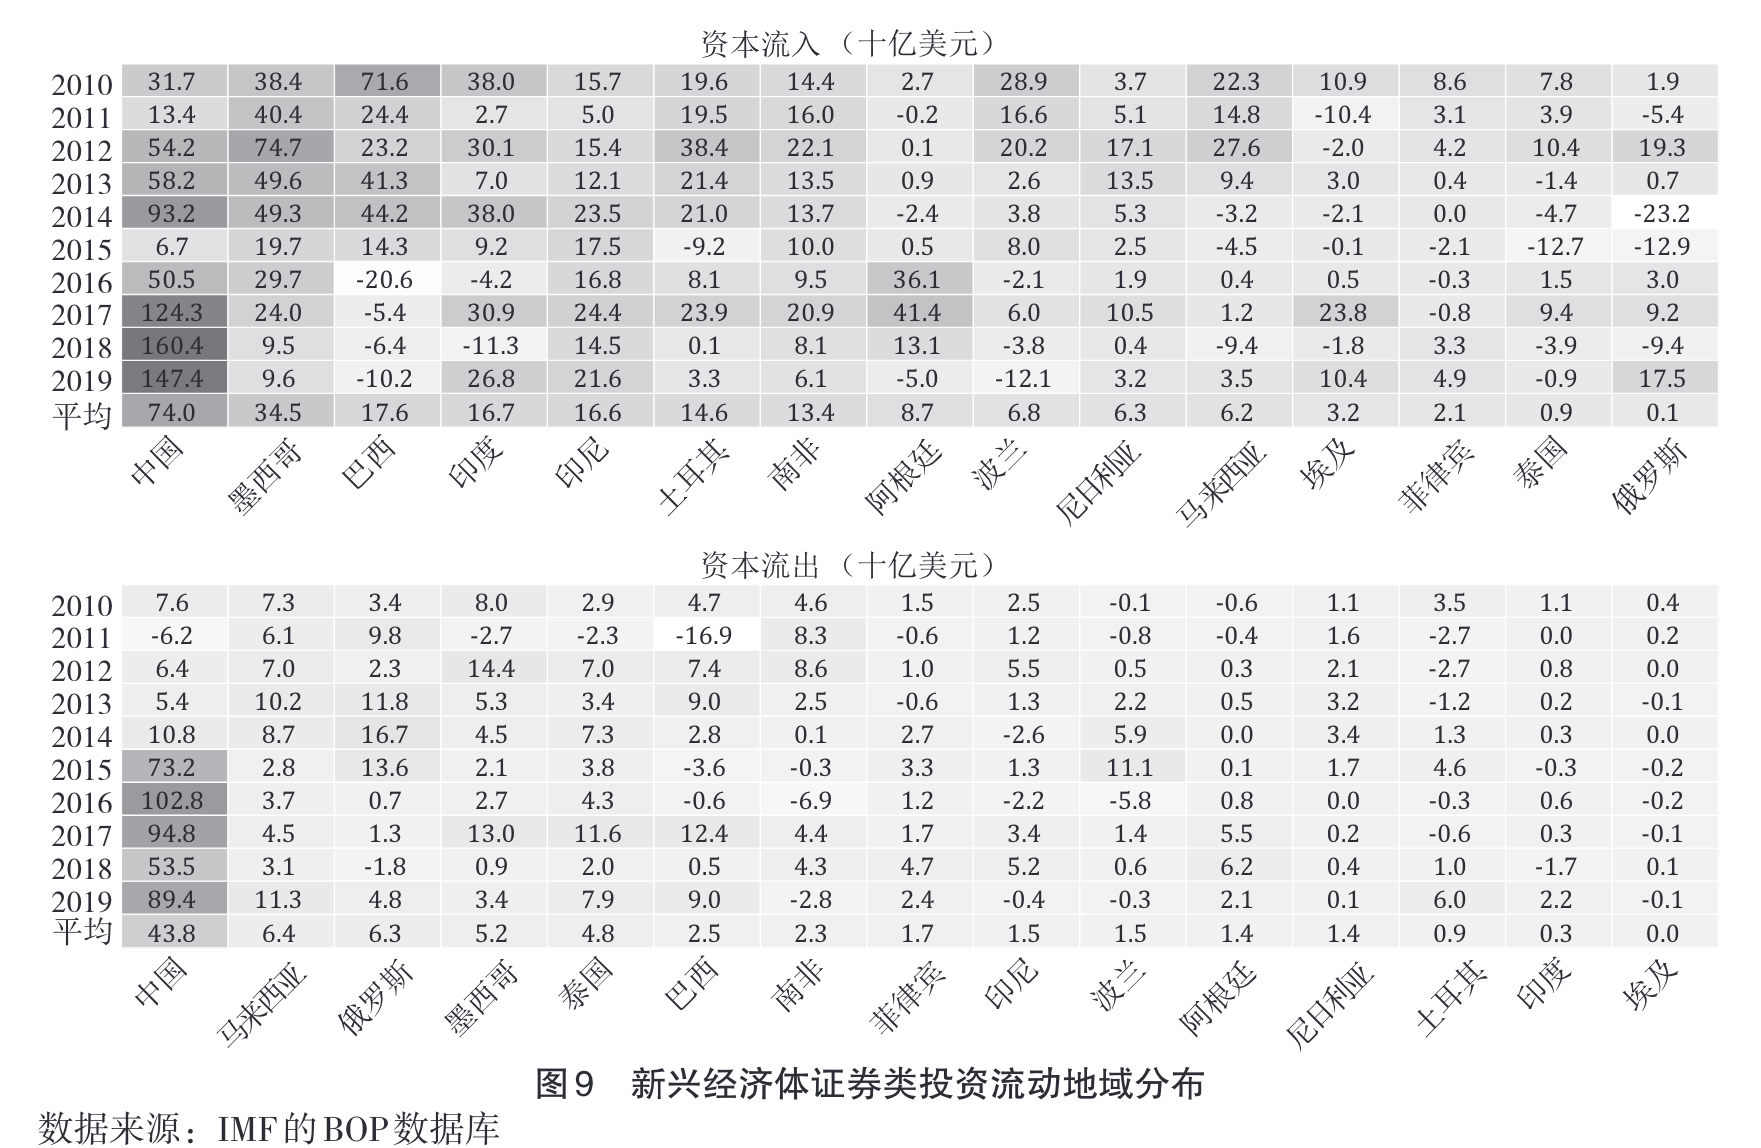 资本流入（十亿美元）
2010 31.7 38.4 71.6 38.0 15.7 19.6 14.4 2.7 28.9 3.7 22.3 10.9 8.6 7.8 1.9
2011 13.4 40.4 24.4 2.7 5.0 19.5 16.0 -0.2 16.6 5.1 14.8 -10.4 3.1 3.9 -5.4
2012 54.2 74.7 23.2 30.1 15.4 38.4 22.1 0.1 20.2 17.1 27.6 -2.0 4.2 10.4 19.3
2013 58.2 49.6 41.3 7.0 12.1 21.4 13.5 0.9 2.6 13.5 9.4 3.0 0.4 -1.4 0.7
2014 93.2 49.3 44.2 38.0 23.5 21.0 13.7 -2.4 3.8 5.3 -3.2 -2.1 0.0 -4.7 -23.2
2015 6.7 19.7 14.3 9.2 17.5 -9.2 10.0 0.5 8.0 2.5 -4.5 -0.1 -2.1 -12.7 -12.9
2016 50.5 29.7 -20.6 -4.2 16.8 8.1 9.5 36.1 -2.1 1.9 0.4 0.5 -0.3 1.5 3.0
2017 124.3 24.0 -5.4 30.9 24.4 23.9 20.9 41.4 6.0 10.5 1.2 23.8 -0.8 9.4 9.2
2018 160.4 9.5 -6.4 -11.3 14.5 0.1 8.1 13.1 -3.8 0.4 -9.4 -1.8 3.3 -3.9 -9.4
2019 147.4 9.6 -10.2 26.8 21.6 3.3 6.1 -5.0 -12.1 3.2 3.5 10.4 4.9 -0.9 17.5
平均 74.0 34.5 17.6 16.7 16.6 14.6 13.4 8.7 6.8 6.3 6.2 3.2 2.1 0.9 0.1
中国 墨西哥 巴西 印度 印尼 土耳其 南非 阿根廷 波兰 尼日利亚 马来西亚 埃及 菲律宾 泰国 俄罗斯
资本流出（十亿美元）
2010 7.6 7.3 3.4 8.0 2.9 4.7 4.6 1.5 2.5 -0.1 -0.6 1.1 3.5 1.1 0.4
2011 -6.2 6.1 9.8 -2.7 -2.3 -16.9 8.3 -0.6 1.2 -0.8 -0.4 1.6 -2.7 0.0 0.2
2012 6.4 7.0 2.3 14.4 7.0 7.4 8.6 1.0 5.5 0.5 0.3 2.1 -2.7 0.8 0.0
2013 5.4 10.2 11.8 5.3 3.4 9.0 2.5 -0.6 1.3 2.2 0.5 3.2 -1.2 0.2 -0.1
2014 10.8 8.7 16.7 4.5 7.3 2.8 0.1 2.7 -2.6 5.9 0.0 3.4 1.3 0.3 0.0
2015 73.2 2.8 13.6 2.1 3.8 -3.6 -0.3 3.3 1.3 11.1 0.1 1.7 4.6 -0.3 -0.2
2016 102.8 3.7 0.7 2.7 4.3 -0.6 -6.9 1.2 -2.2 -5.8 0.8 0.0 -0.3 0.6 -0.2
2017 94.8 4.5 1.3 13.0 11.6 12.4 4.4 1.7 3.4 1.4 5.5 0.2 -0.6 0.3 -0.1
2018 53.5 3.1 -1.8 0.9 2.0 0.5 4.3 4.7 5.2 0.6 6.2 0.4 1.0 -1.7 0.1
2019 89.4 11.3 4.8 3.4 7.9 9.0 -2.8 2.4 -0.4 -0.3 2.1 0.1 6.0 2.2 -0.1
平均 43.8 6.4 6.3 5.2 4.8 2.5 2.3 1.7 1.5 1.5 1.4 1.4 0.9 0.3 0.0
中国 马来西亚 俄罗斯 墨西哥 泰国 巴西 南非 菲律宾 印尼 波兰 阿根廷 尼日利亚 土耳其 印度 埃及
图9 新兴经济体证券类投资流动地域分布
数据来源：IMF的BOP数据库